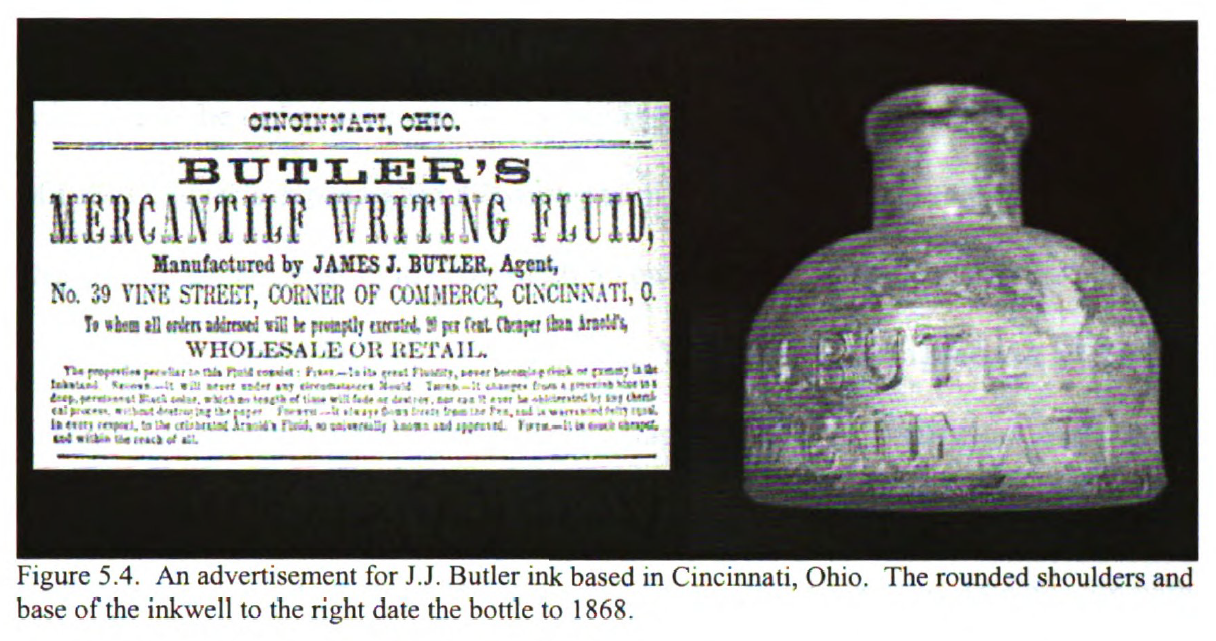 CINCINNATI, OHIO.
BUTLER'S
MERCANTILE WRITING FLUID,
Manufactured by JAMES J. BUTLER, Agent,
No. 39 VINE STREET, CORNER OF COMMERCE, CINCINNATI, O.
To whom all orders addressed will be promptly executed. 20 per Cent. Cheaper than Arnold's,
WHOLESALE OR RETAIL.
The properties peculiar to this Fluid consist: FIRST.—In its great Fluidity, never becoming thick or gummy in the
Inkstand. SECOND.—It will never under any circumstances Mould. THIRD.—It changes from a greenish blue to a
deep, permanent Black color, which no length of time will fade or destroy, nor can it ever be obliterated by any chemi-
cal process, without destroying the paper. FOURTH.—It always flows freely from the Pen, and is warranted fully equal,
in every respect, to the celebrated Arnold's Fluid, so universally known and approved. FIFTH.—It is much cheaper,
and within the reach of all.
BUTLE
CINNATI
Figure 5.4. An advertisement for J.J. Butler ink based in Cincinnati, Ohio. The rounded shoulders and
base of the inkwell to the right date the bottle to 1868.